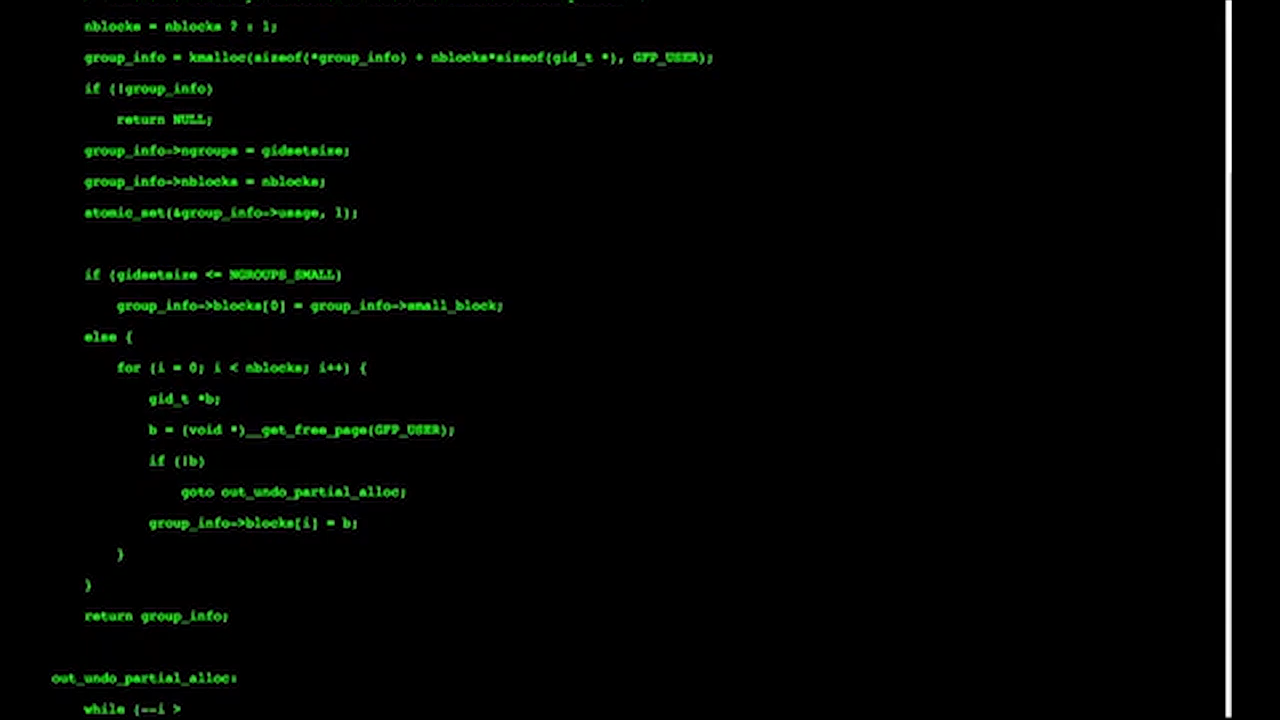 nblocks = nblocks ? : 1;
group_info = kmalloc(sizeof(*group_info) + nblocks*sizeof(gid_t *), GFP_USER);
if (!group_info)
return NULL;
group_info->ngroups = gidsetsize;
group_info->nblocks = nblocks;
atomic_set(&group_info->usage, 1);
if (gidsetsize <= NGROUPS_SMALL)
group_info->blocks[0] = group_info->small_block;
else {
for (i = 0; i < nblocks; i++) {
gid_t *b;
b = (void *)__get_free_page(GFP_USER);
if (!b)
goto out_undo_partial_alloc;
group_info->blocks[i] = b;
}
}
return group_info;
out_undo_partial_alloc:
while (--i >